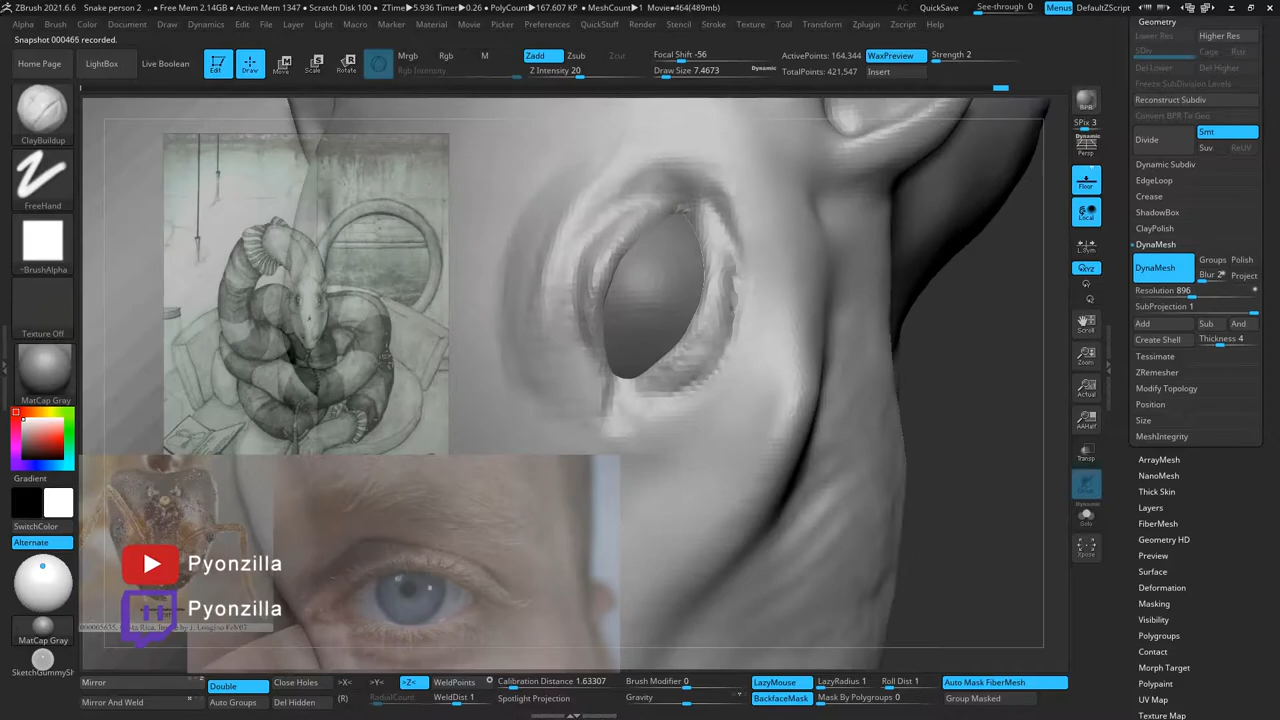 ZBrush 2021.6.6 Snake person 2 .. • Free Mem 2.14GB • Active Mem 1347 • Scratch Disk 100 • ZTime▸5.936 Timer▸0.26 • PolyCount▸167.607 KP • MeshCount▸7 Movie●464(489mb) AC QuickSave See-through 0 Menus DefaultZScript
Alpha Brush Color Document Draw Dynamics Edit File Layer Light Macro Marker Material Movie Picker Preferences QuickStuff Render Stencil Stroke Texture Tool Transform Zplugin Zscript Help
Snapshot 000465 recorded.
Home Page LightBox Live Boolean Edit Draw Move Scale Rotate Mrgb Rgb M Zadd Zsub Zcut Focal Shift -56 ActivePoints: 164,344 WaxPreview Strength 2
Rgb Intensity Z Intensity 20 Draw Size 7.4673 Dynamic TotalPoints: 421,547 Insert
ClayBuildup
FreeHand
~BrushAlpha
Texture Off
MatCap Gray
Gradient
SwitchColor
Alternate
MatCap Gray
SketchGummySh
Pyonzilla
Pyonzilla
BPR
SPix 3
Dynamic
Persp
Floor
Local
L.Sym
XYZ
Scroll
Zoom
Actual
AAHalf
Transp
Dynamic
Solo
Xpose
Geometry
Lower Res Higher Res
SDiv Cage Rstr
Del Lower Del Higher
Freeze SubDivision Levels
Reconstruct Subdiv
Convert BPR To Geo
Divide Smt
Suv ReUV
Dynamic Subdiv
EdgeLoop
Crease
ShadowBox
ClayPolish
DynaMesh
DynaMesh Groups Polish
Blur 2 Project
Resolution 896
SubProjection 1
Add Sub And
Create Shell Thickness 4
Tessimate
ZRemesher
Modify Topology
Position
Size
MeshIntegrity
ArrayMesh
NanoMesh
Thick Skin
Layers
FiberMesh
Geometry HD
Preview
Surface
Deformation
Masking
Visibility
Polygroups
Contact
Morph Target
Polypaint
UV Map
Texture Map
Mirror Double Close Holes >X< >Y< >Z< WeldPoints Calibration Distance 1.63307 Brush Modifier 0 LazyMouse LazyRadius 1 Roll Dist 1 Auto Mask FiberMesh
Mirror And Weld Auto Groups Del Hidden (R) RadialCount WeldDist 1 Spotlight Projection Gravity BackfaceMask Mask By Polygroups 0 Group Masked